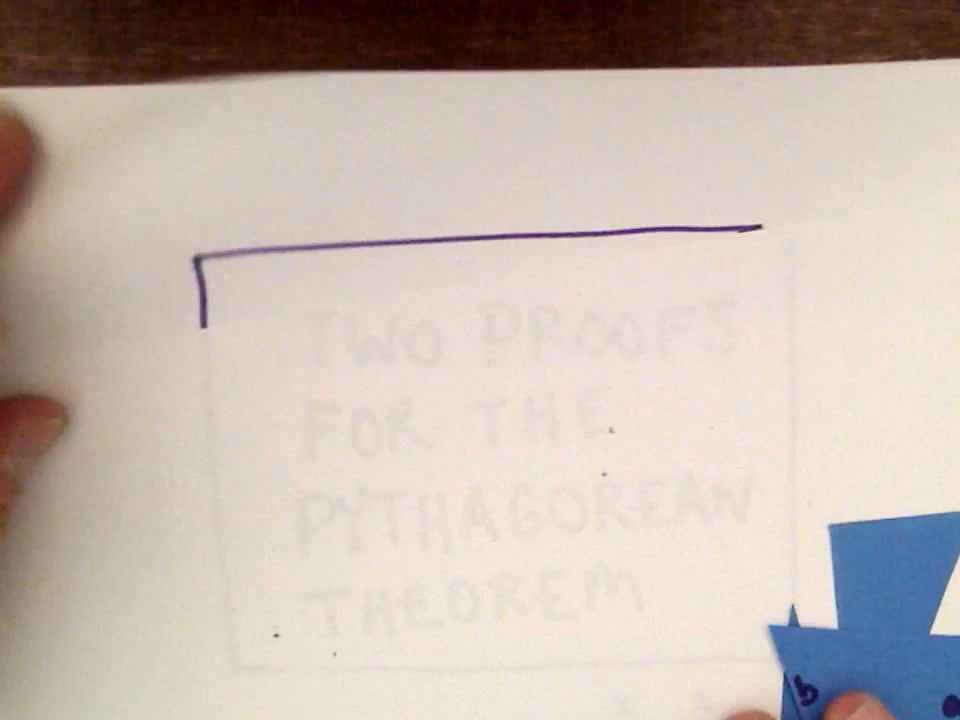 TWO PROOFS
FOR THE
PYTHAGOREAN
THEOREM
b